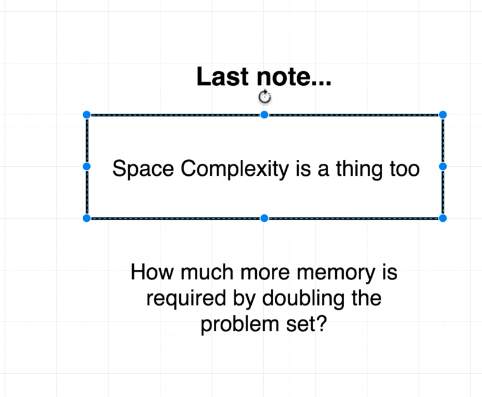 Last note...
Space Complexity is a thing too
How much more memory is
required by doubling the
problem set?